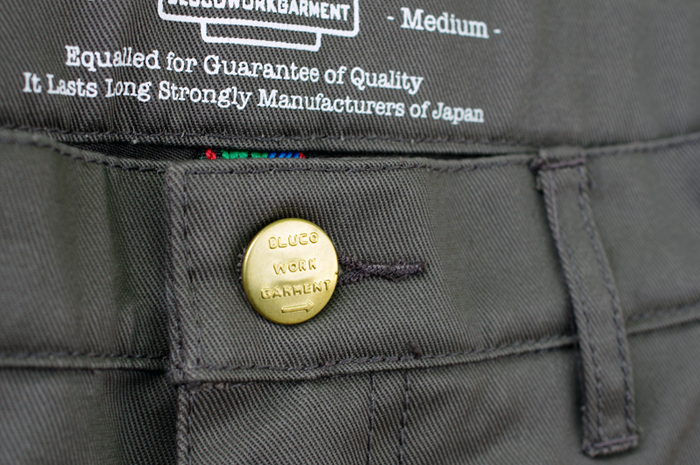 BLUCOWORKGARMENT
- Medium -
Equalled for Guarantee of Quality
It Lasts Long Strongly Manufacturers of Japan
BLUCO
WORK
GARMENT